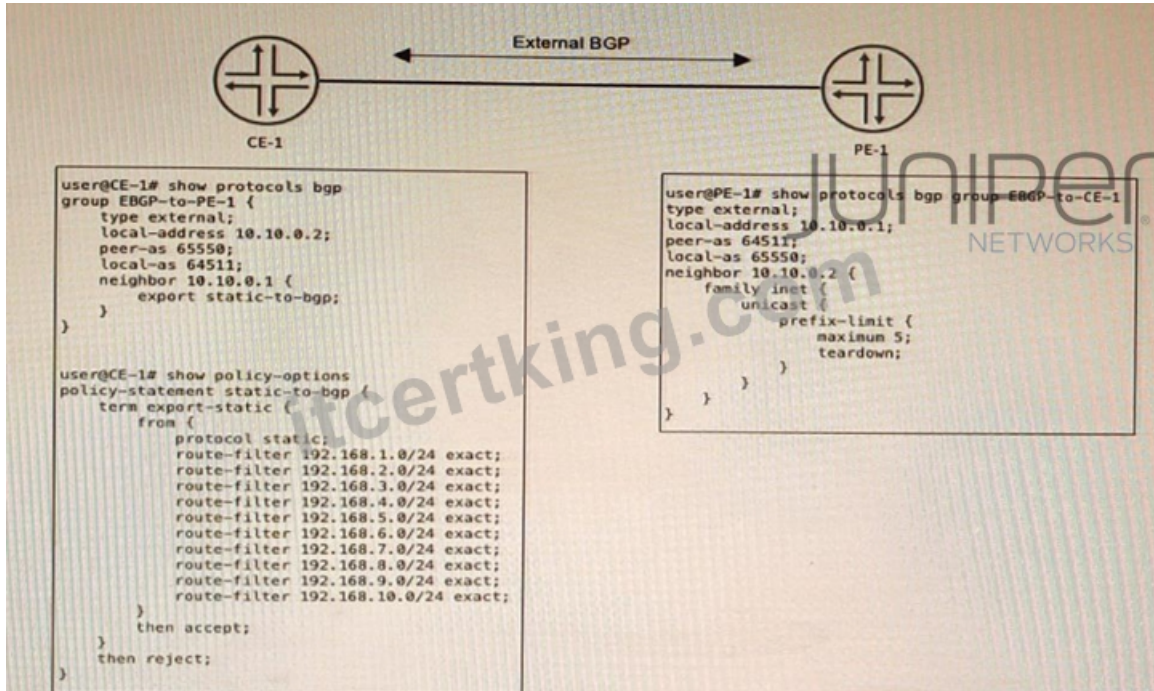 External BGP
CE-1
PE-1
JUNIPER
NETWORKS
user@CE-1# show protocols bgp
group EBGP-to-PE-1 {
type external;
local-address 10.10.0.2;
peer-as 65550;
local-as 64511;
neighbor 10.10.0.1 {
export static-to-bgp;
}
}
user@CE-1# show policy-options
policy-statement static-to-bgp {
term export-static {
from {
protocol static;
route-filter 192.168.1.0/24 exact;
route-filter 192.168.2.0/24 exact;
route-filter 192.168.3.0/24 exact;
route-filter 192.168.4.0/24 exact;
route-filter 192.168.5.0/24 exact;
route-filter 192.168.6.0/24 exact;
route-filter 192.168.7.0/24 exact;
route-filter 192.168.8.0/24 exact;
route-filter 192.168.9.0/24 exact;
route-filter 192.168.10.0/24 exact;
}
then accept;
}
then reject;
}
user@PE-1# show protocols bgp group EBGP-to-CE-1
type external;
local-address 10.10.0.1;
peer-as 64511;
local-as 65550;
neighbor 10.10.0.2 {
family inet {
unicast {
prefix-limit {
maximum 5;
teardown;
}
}
}
}
itcertking.com